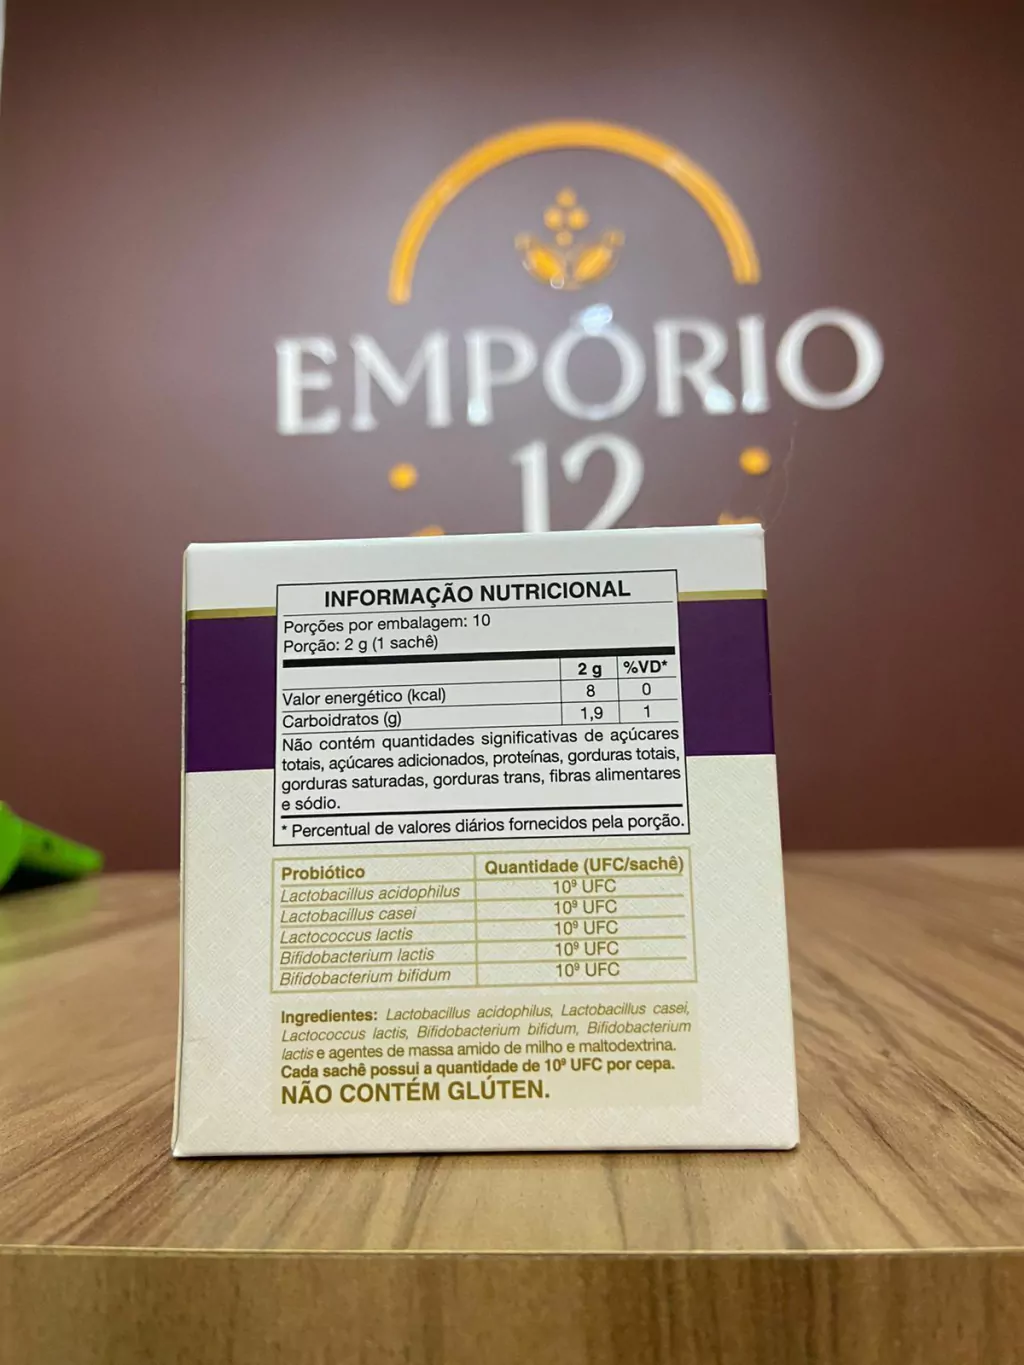 EMPÓRIO
12
INFORMAÇÃO NUTRICIONAL
Porções por embalagem: 10
Porção: 2 g (1 sachê)
2 g %VD*
Valor energético (kcal) 8 0
Carboidratos (g) 1,9 1
Não contém quantidades significativas de açúcares
totais, açúcares adicionados, proteínas, gorduras totais,
gorduras saturadas, gorduras trans, fibras alimentares
e sódio.
* Percentual de valores diários fornecidos pela porção.
Probiótico Quantidade (UFC/sachê)
Lactobacillus acidophilus 10⁹ UFC
Lactobacillus casei 10⁹ UFC
Lactococcus lactis 10⁹ UFC
Bifidobacterium lactis 10⁹ UFC
Bifidobacterium bifidum 10⁹ UFC
Ingredientes: Lactobacillus acidophilus, Lactobacillus casei,
Lactococcus lactis, Bifidobacterium bifidum, Bifidobacterium
lactis e agentes de massa amido de milho e maltodextrina.
Cada sachê possui a quantidade de 10⁹ UFC por cepa.
NÃO CONTÉM GLÚTEN.